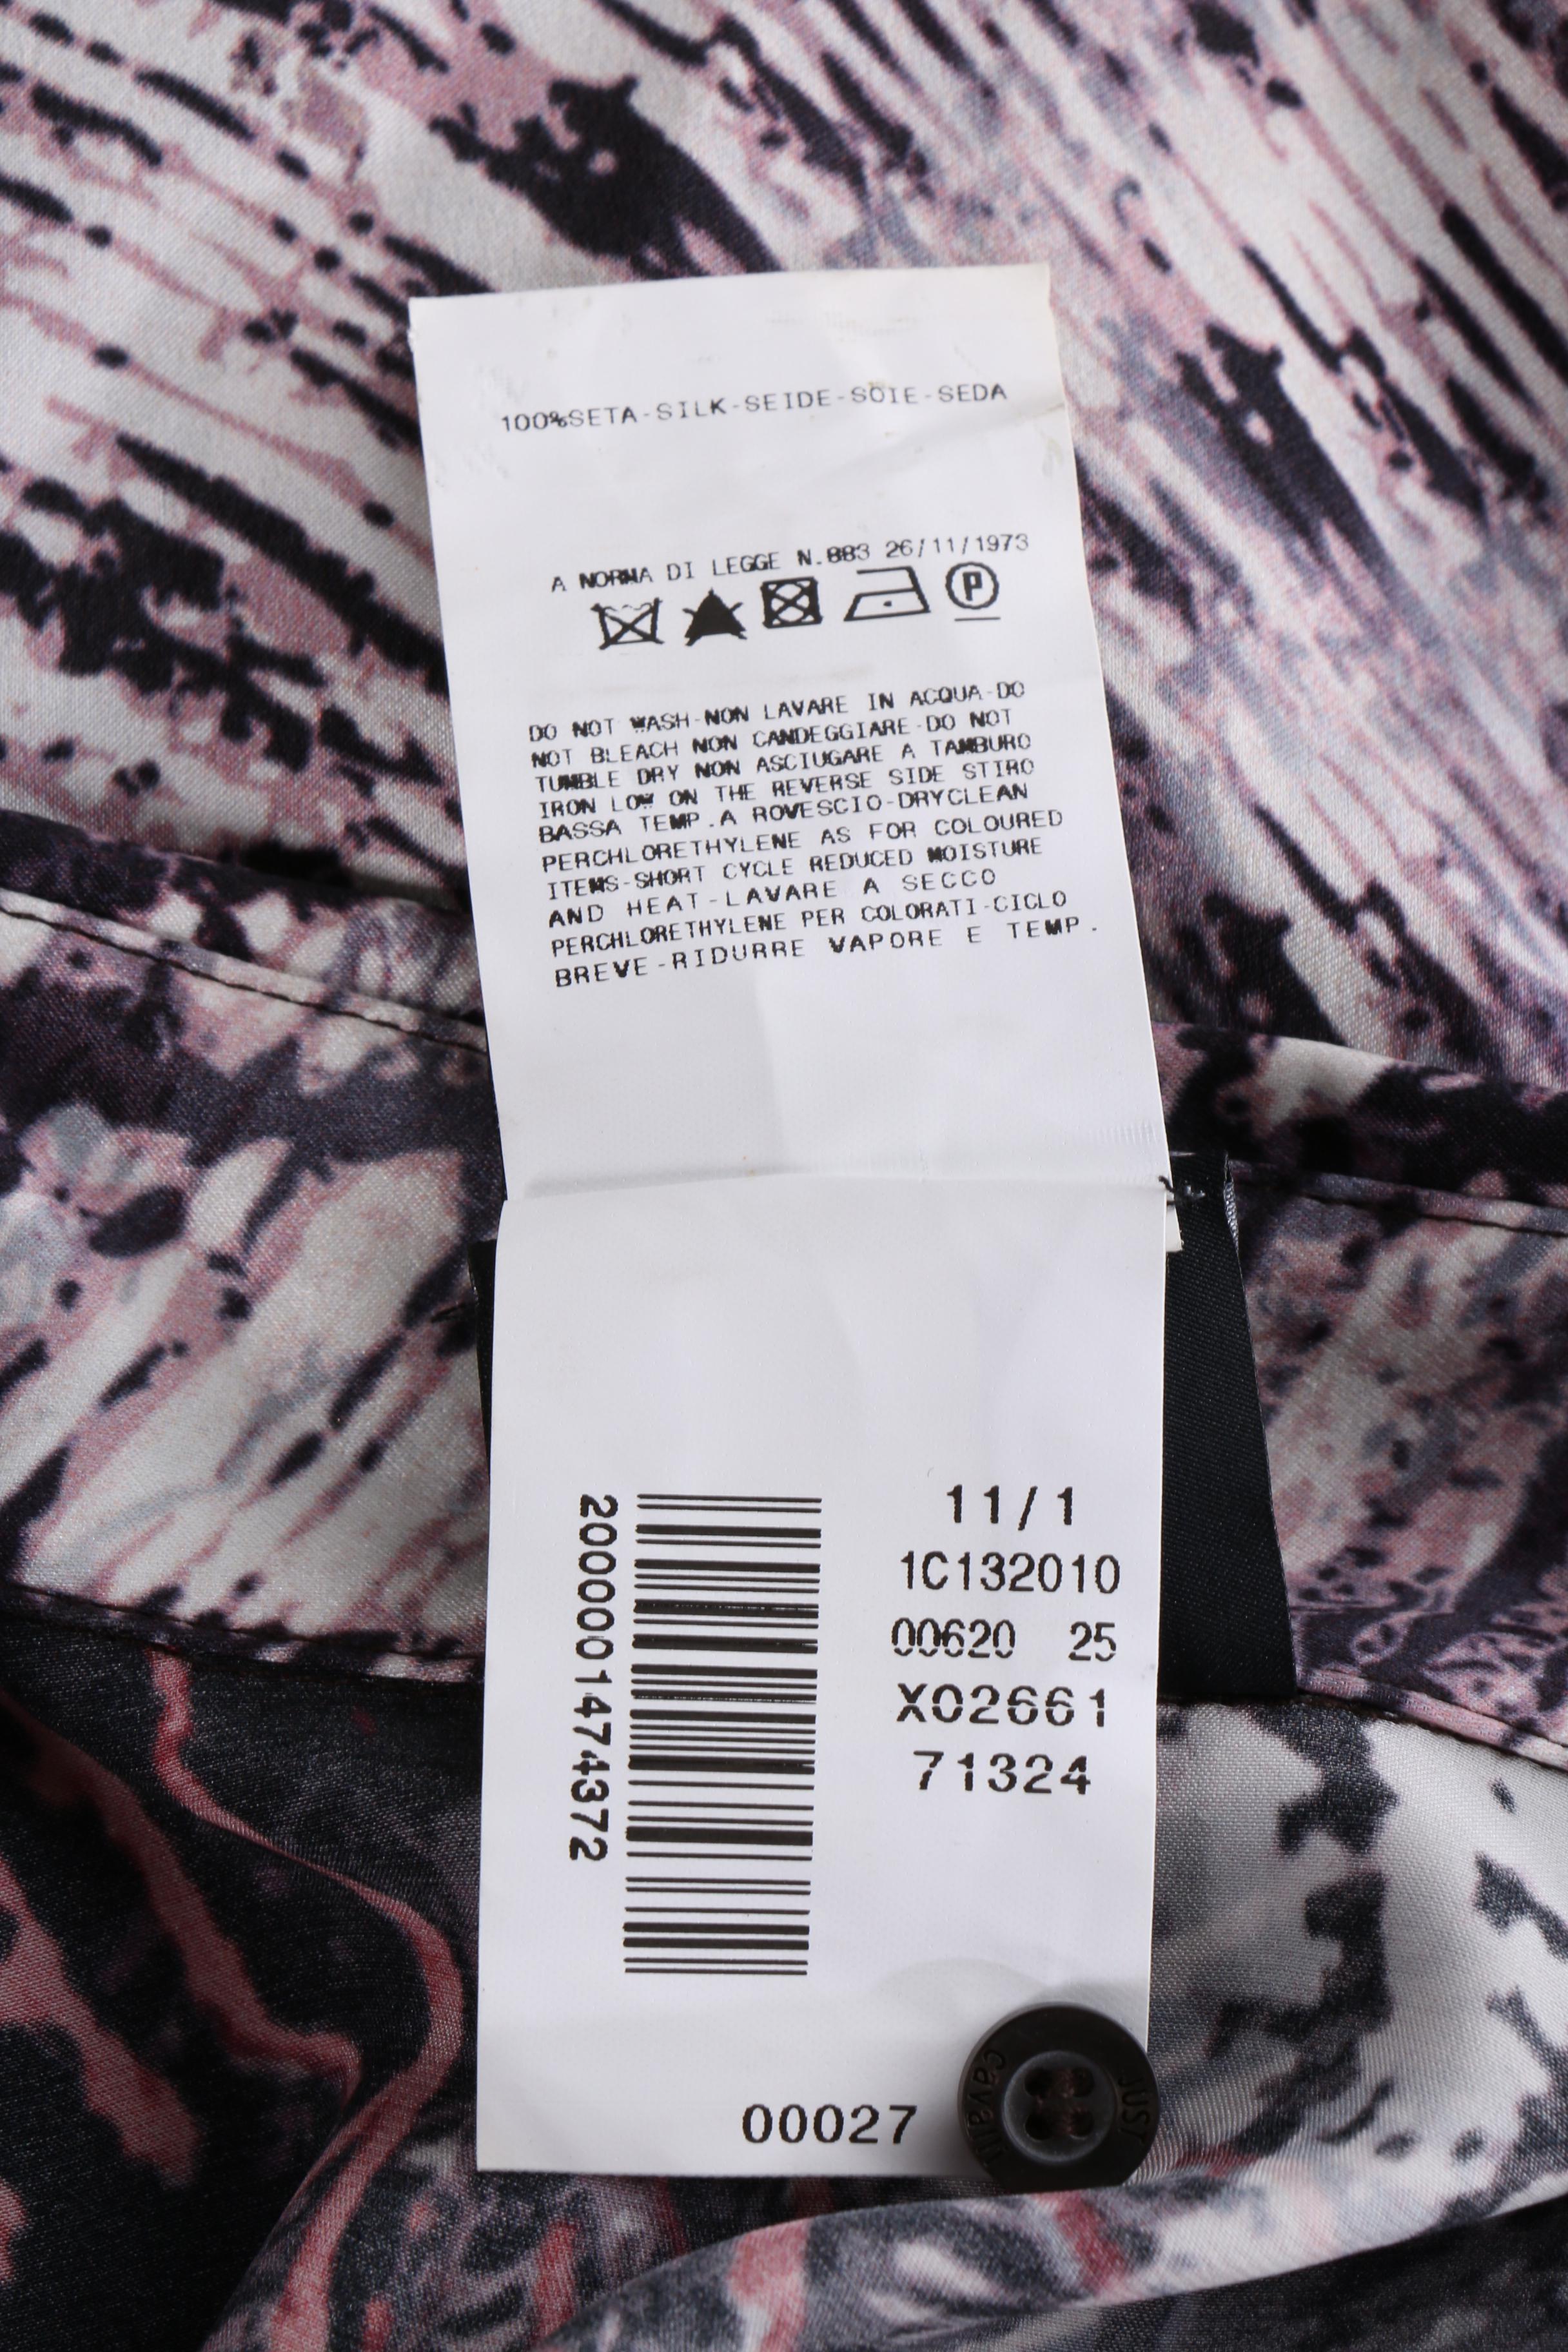 100%SETA-SILK-SEIDE-SOIE-SEDA
A NORMA DI LEGGE N.883 26/11/1973
P
DO NOT WASH-NON LAVARE IN ACQUA-DO
NOT BLEACH NON CANDEGGIARE-DO NOT
TUMBLE DRY NON ASCIUGARE A TAMBURO
IRON LOW ON THE REVERSE SIDE STIRO
BASSA TEMP.A ROVESCIO-DRYCLEAN
PERCHLORETHYLENE AS FOR COLOURED
ITEMS-SHORT CYCLE REDUCED MOISTURE
AND HEAT-LAVARE A SECCO
PERCHLORETHYLENE PER COLORATI-CICLO
BREVE-RIDURRE VAPORE E TEMP.
2000001474372
11/1
1C132010
00620 25
X02661
71324
00027
JUST
cavalli